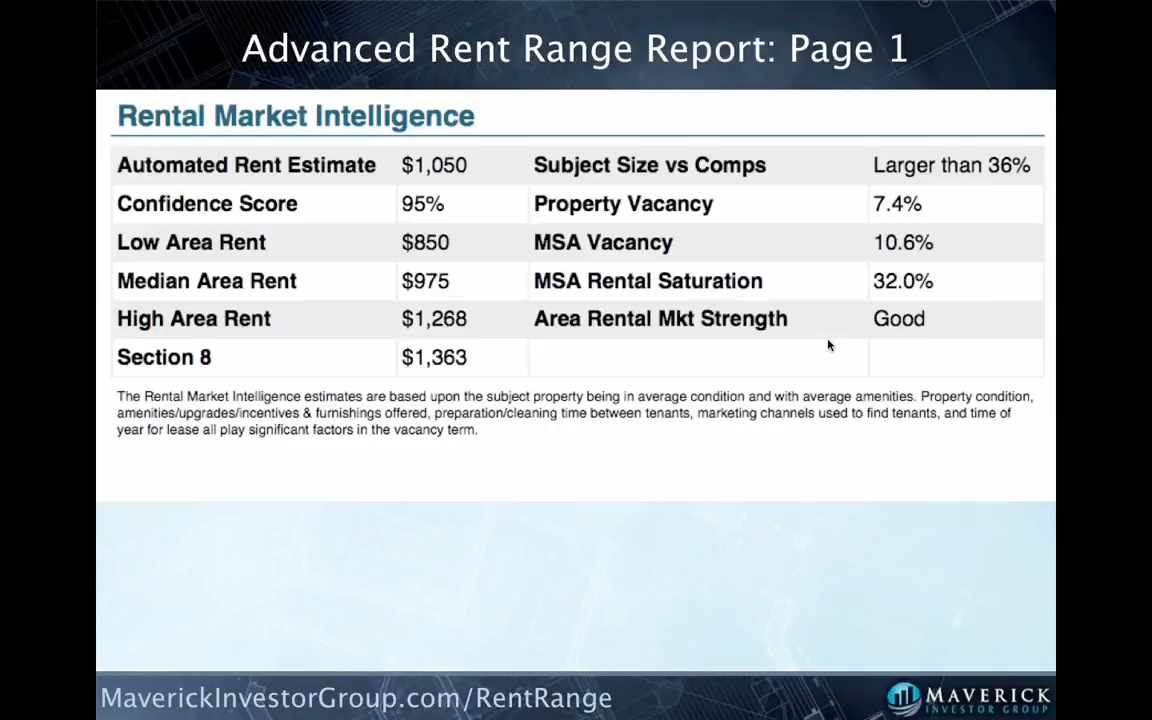 Advanced Rent Range Report: Page 1
Rental Market Intelligence
Automated Rent Estimate $1,050 Subject Size vs Comps Larger than 36%
Confidence Score 95% Property Vacancy 7.4%
Low Area Rent $850 MSA Vacancy 10.6%
Median Area Rent $975 MSA Rental Saturation 32.0%
High Area Rent $1,268 Area Rental Mkt Strength Good
Section 8 $1,363
The Rental Market Intelligence estimates are based upon the subject property being in average condition and with average amenities. Property condition,
amenities/upgrades/incentives & furnishings offered, preparation/cleaning time between tenants, marketing channels used to find tenants, and time of
year for lease all play significant factors in the vacancy term.
MaverickInvestorGroup.com/RentRange
MAVERICK
INVESTOR GROUP